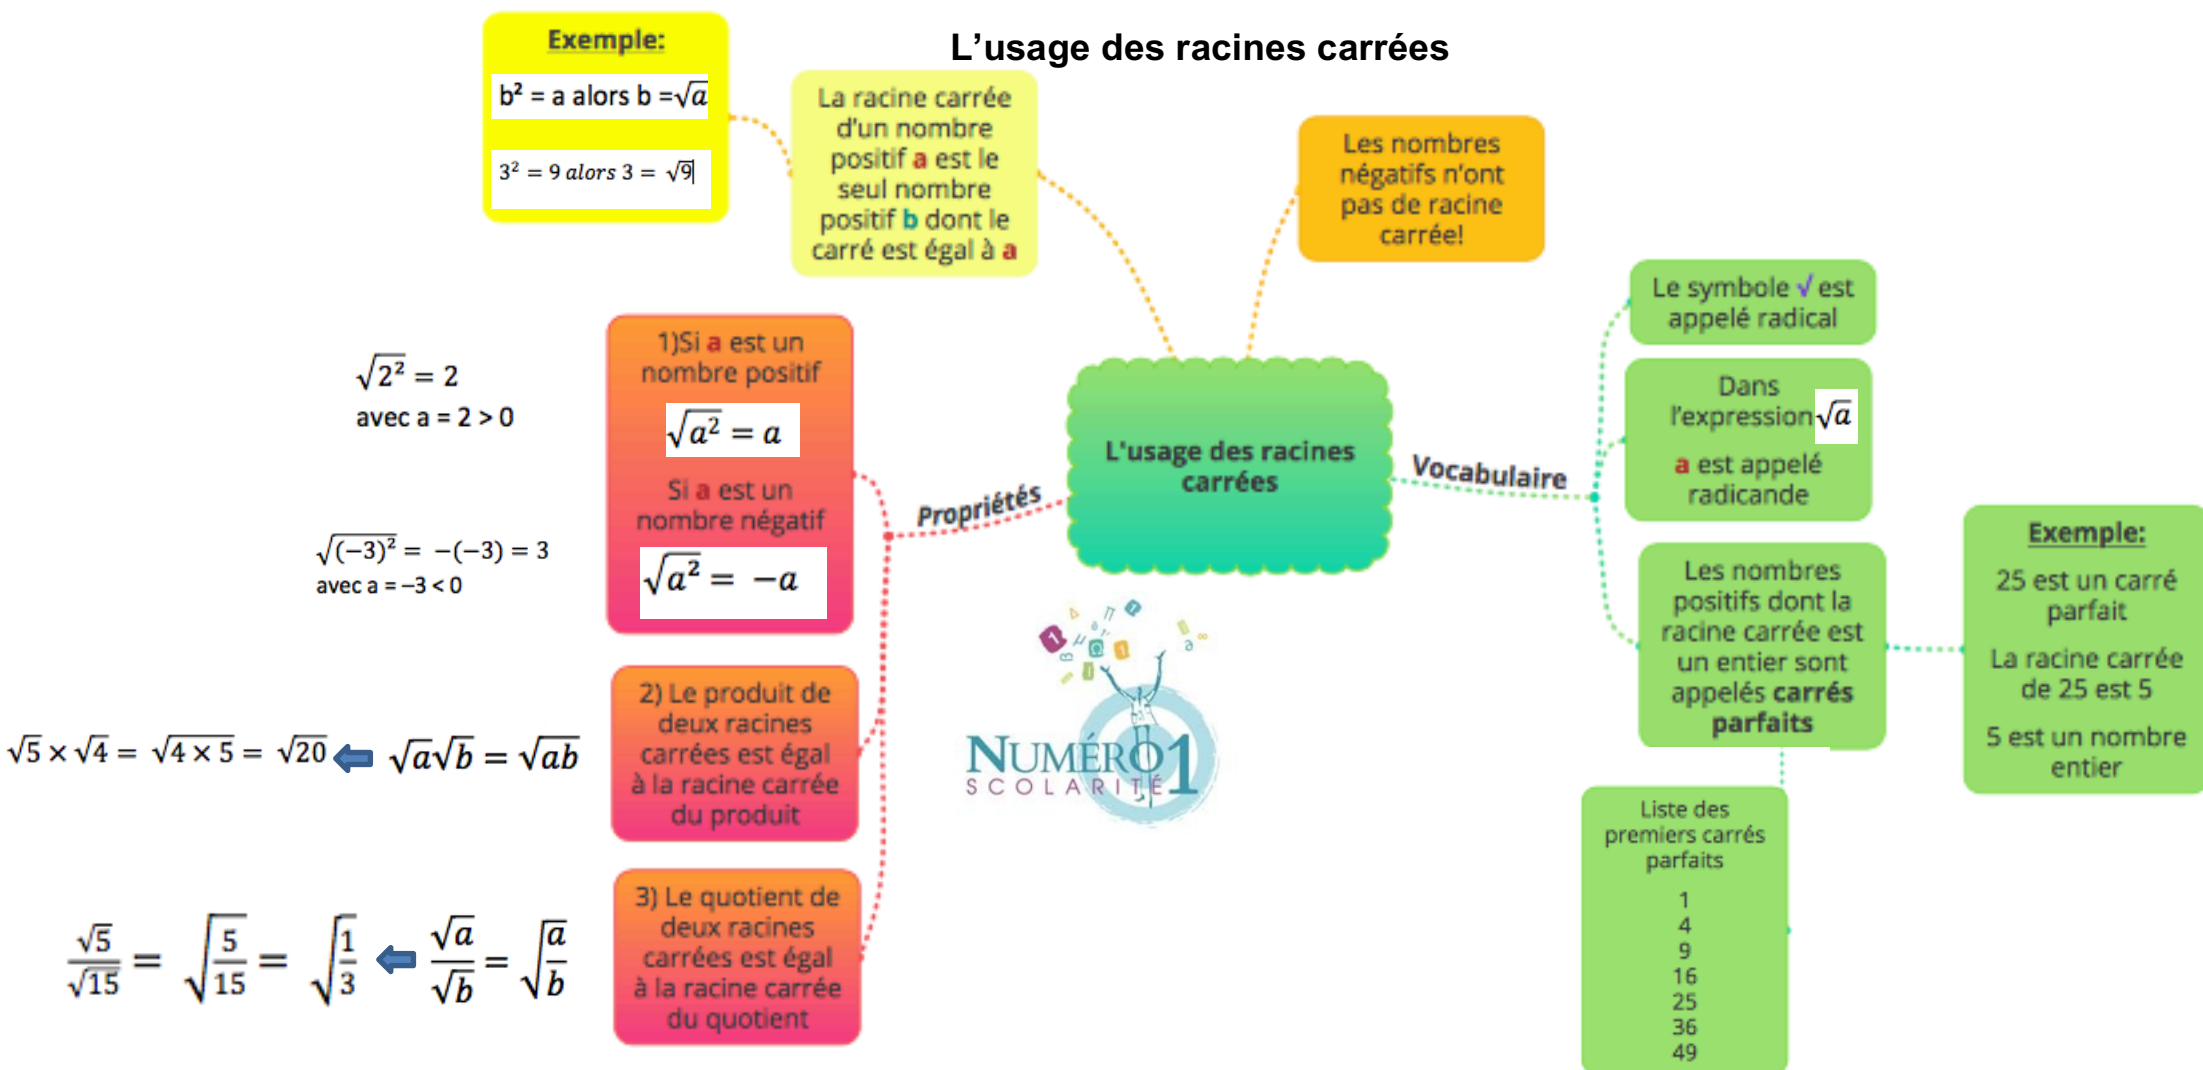 L'usage des racines carrées
Exemple:
b² = a alors b =√a
3² = 9 alors 3 = √9
La racine carrée
d'un nombre
positif a est le
seul nombre
positif b dont le
carré est égal à a
Les nombres
négatifs n'ont
pas de racine
carrée!
L'usage des racines
carrées
Vocabulaire
Le symbole √ est
appelé radical
Dans
l'expression √a
a est appelé
radicande
Les nombres
positifs dont la
racine carrée est
un entier sont
appelés carrés
parfaits
Exemple:
25 est un carré
parfait
La racine carrée
de 25 est 5
5 est un nombre
entier
Liste des
premiers carrés
parfaits
1
4
9
16
25
36
49
Propriétés
1)Si a est un
nombre positif
√a² = a
Si a est un
nombre négatif
√a² = −a
√2² = 2
avec a = 2 > 0
√(−3)² = −(−3) = 3
avec a = −3 < 0
2) Le produit de
deux racines
carrées est égal
à la racine carrée
du produit
√a√b = √ab
√5 × √4 = √4 × 5 = √20
3) Le quotient de
deux racines
carrées est égal
à la racine carrée
du quotient
√a/√b = √a/b
√5/√15 = √5/15 = √1/3
NUMÉRO1
SCOLARITÉ